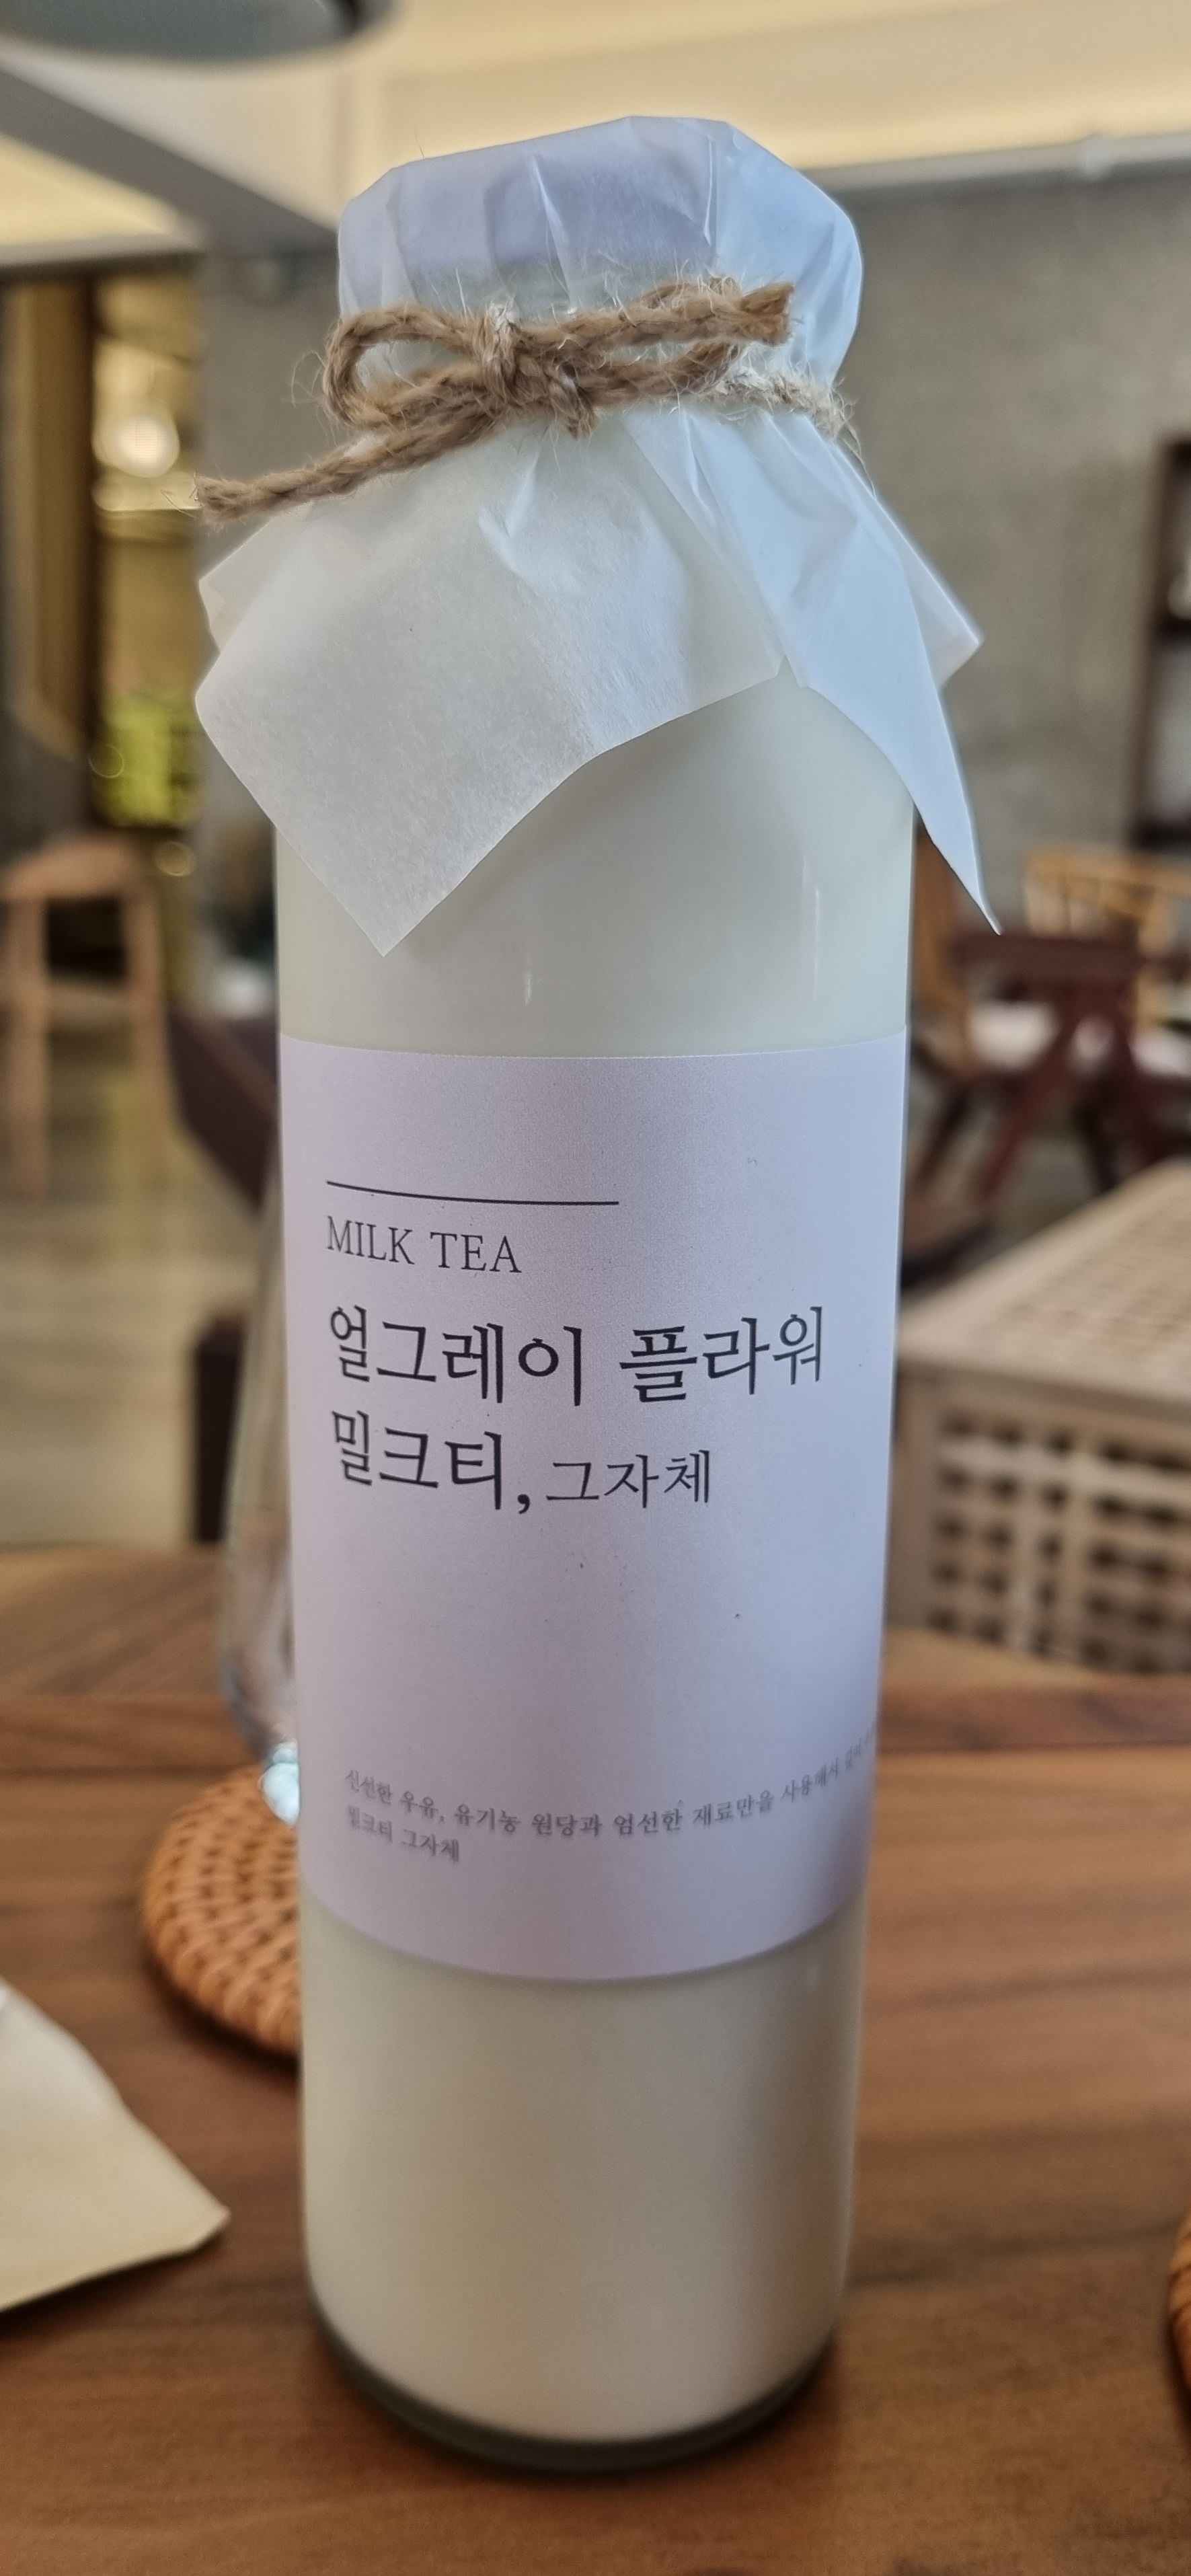 MILK TEA
얼그레이 플라워
밀크티, 그자체
신선한 우유, 유기농 원당과 엄선한 재료만을 사용해서
밀크티 그자체